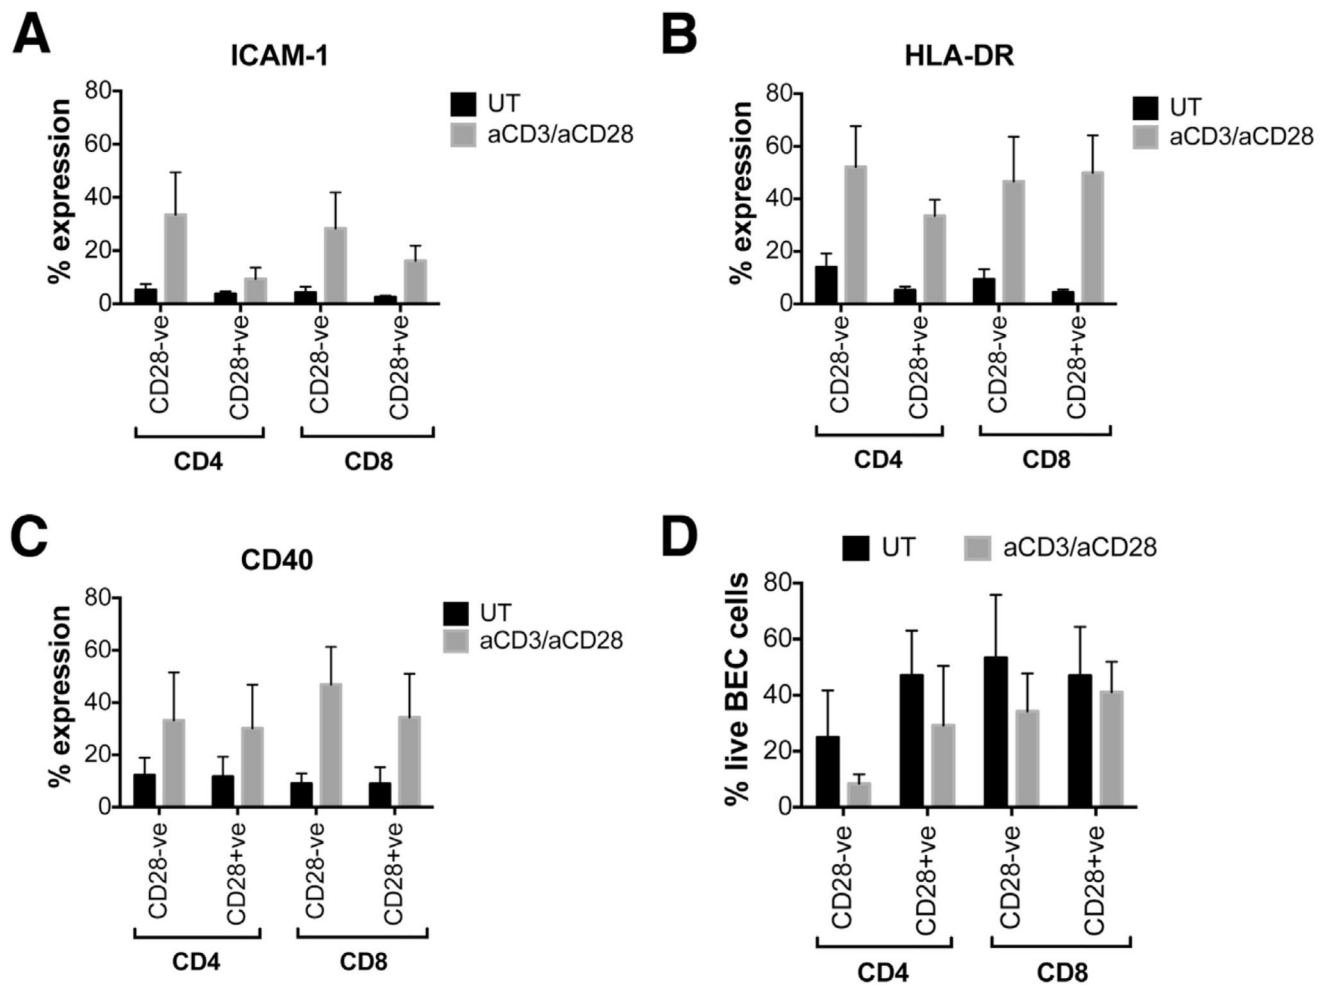 A
ICAM-1
% expression
80
60
40
20
0
UT
aCD3/aCD28
CD28-ve
CD28+ve
CD28-ve
CD28+ve
CD4
CD8
B
HLA-DR
% expression
80
60
40
20
0
UT
aCD3/aCD28
CD28-ve
CD28+ve
CD28-ve
CD28+ve
CD4
CD8
C
CD40
% expression
80
60
40
20
0
UT
aCD3/aCD28
CD28-ve
CD28+ve
CD28-ve
CD28+ve
CD4
CD8
D
UT
aCD3/aCD28
% live BEC cells
80
60
40
20
0
CD28-ve
CD28+ve
CD28-ve
CD28+ve
CD4
CD8